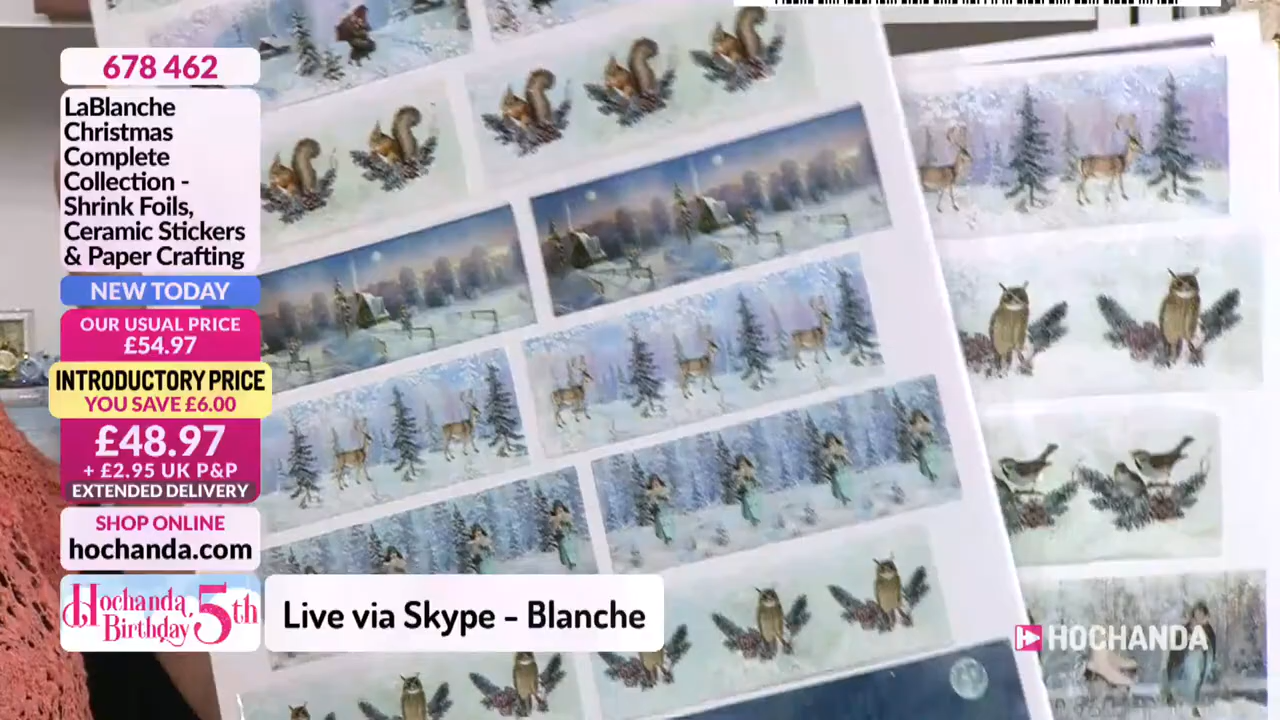 678 462
LaBlanche
Christmas
Complete
Collection -
Shrink Foils,
Ceramic Stickers
& Paper Crafting
NEW TODAY
OUR USUAL PRICE
£54.97
INTRODUCTORY PRICE
YOU SAVE £6.00
£48.97
+ £2.95 UK P&P
EXTENDED DELIVERY
SHOP ONLINE
hochanda.com
Hochanda
Birthday
5th
Live via Skype - Blanche
HOCHANDA